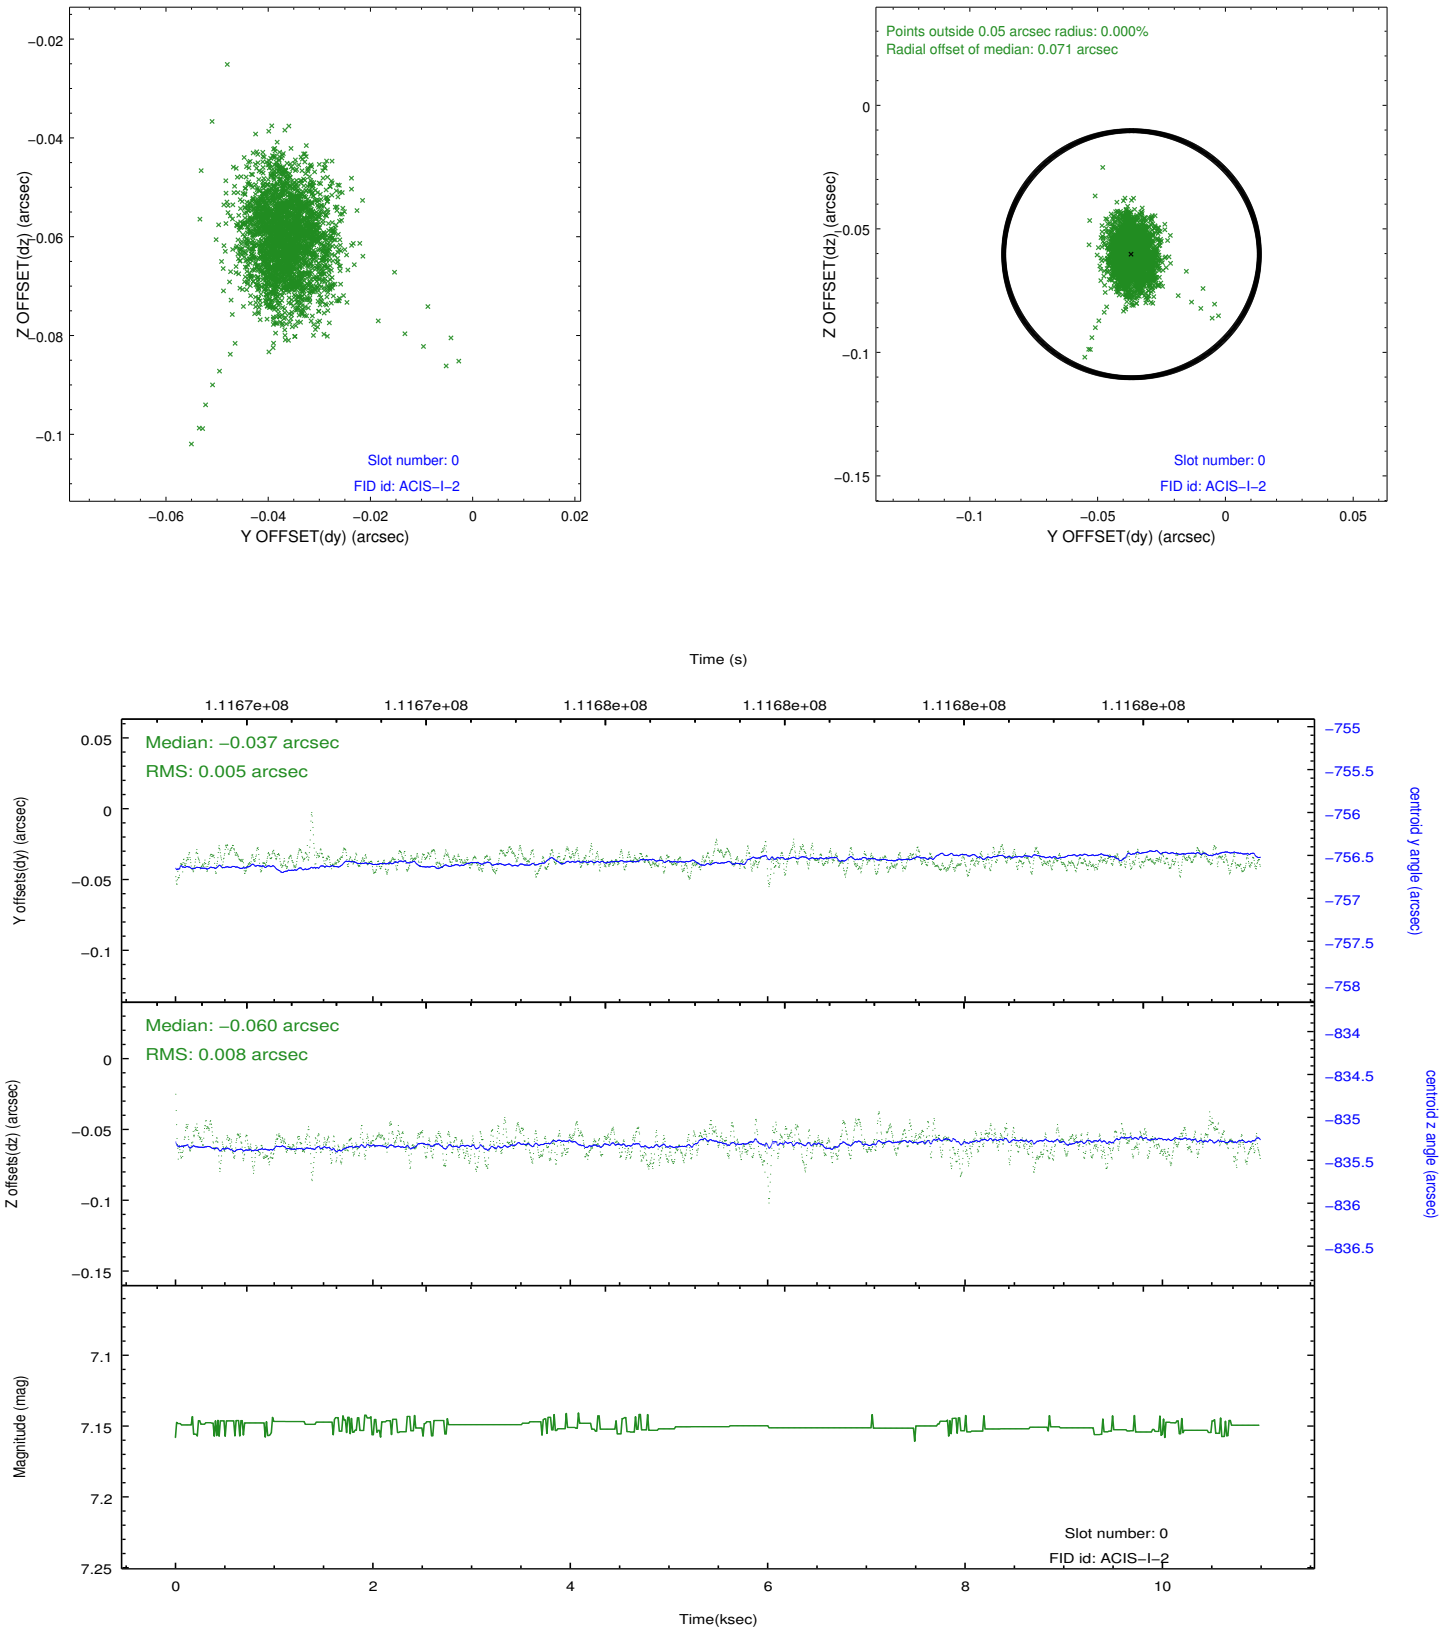 −0.02
−0.04
−0.06
−0.08
−0.1
Z OFFSET(dz) (arcsec)
Slot number: 0
FID id: ACIS−I−2
−0.06
−0.04
−0.02
0
0.02
Y OFFSET(dy) (arcsec)
Points outside 0.05 arcsec radius: 0.000%
Radial offset of median: 0.071 arcsec
0
−0.05
−0.1
−0.15
Z OFFSET(dz) (arcsec)
Slot number: 0
FID id: ACIS−I−2
−0.1
−0.05
0
0.05
Y OFFSET(dy) (arcsec)
Time (s)
1.1167e+08
1.1167e+08
1.1168e+08
1.1168e+08
1.1168e+08
1.1168e+08
Median: −0.037 arcsec
RMS: 0.005 arcsec
0.05
0
−0.05
−0.1
Y offsets(dy) (arcsec)
−755
−755.5
−756
−756.5
−757
−757.5
−758
centroid y angle (arcsec)
Median: −0.060 arcsec
RMS: 0.008 arcsec
0
−0.05
−0.1
−0.15
Z offsets(dz) (arcsec)
−834
−834.5
−835
−835.5
−836
−836.5
centroid z angle (arcsec)
7.1
7.15
7.2
7.25
Magnitude (mag)
Slot number: 0
FID id: ACIS−I−2
0
2
4
6
8
10
Time(ksec)